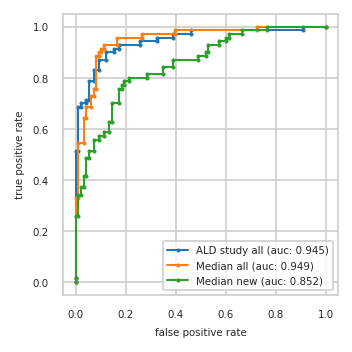 1.0
0.8
0.6
0.4
0.2
0.0
true positive rate
ALD study all (auc: 0.945)
Median all (auc: 0.949)
Median new (auc: 0.852)
0.0 0.2 0.4 0.6 0.8 1.0
false positive rate